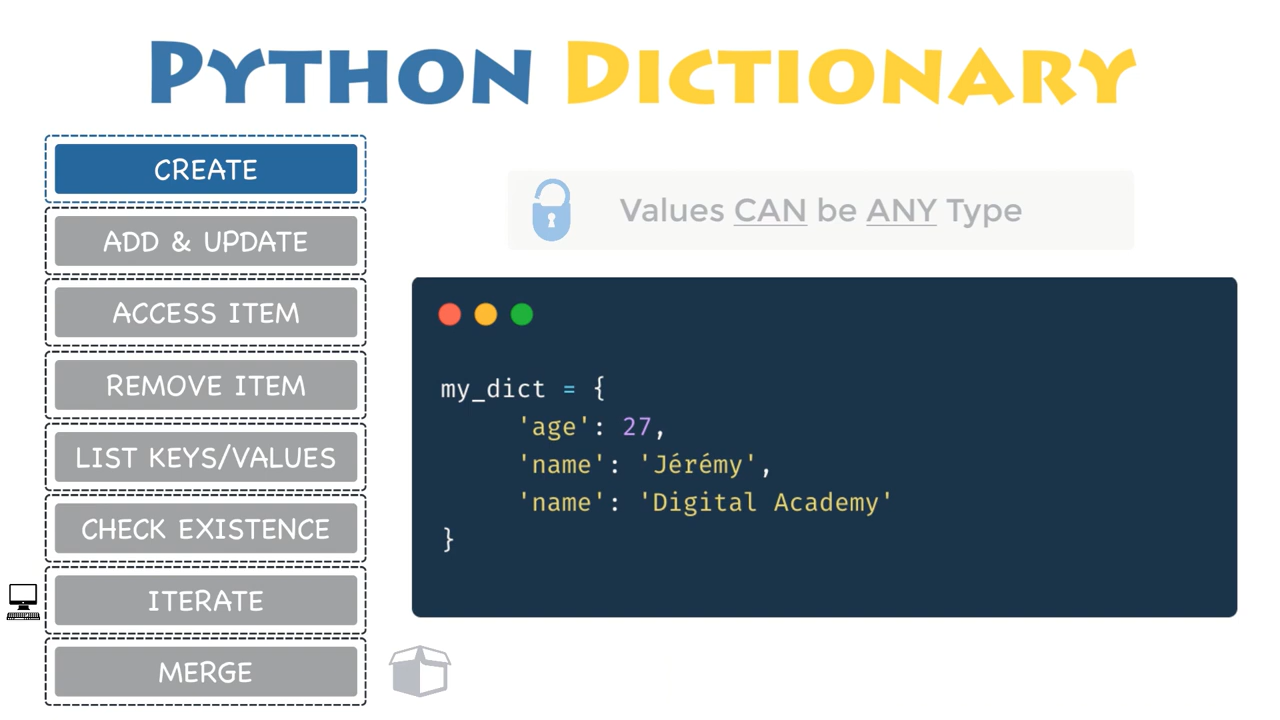 PYTHON DICTIONARY
CREATE
ADD & UPDATE
ACCESS ITEM
REMOVE ITEM
LIST KEYS/VALUES
CHECK EXISTENCE
ITERATE
MERGE
Values CAN be ANY Type
my_dict = {
'age': 27,
'name': 'Jérémy',
'name': 'Digital Academy'
}